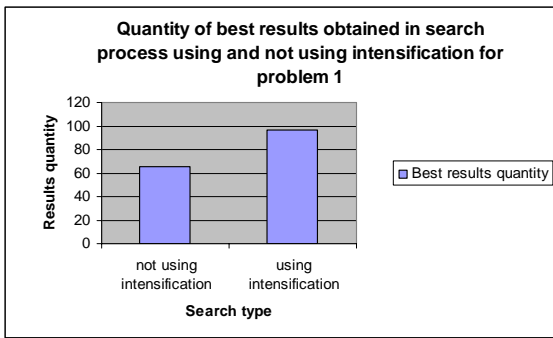 Quantity of best results obtained in search
process using and not using intensification for
problem 1
120
100
80
60
40
20
0
Results quantity
not using
intensification
using
intensification
Search type
Best results quantity